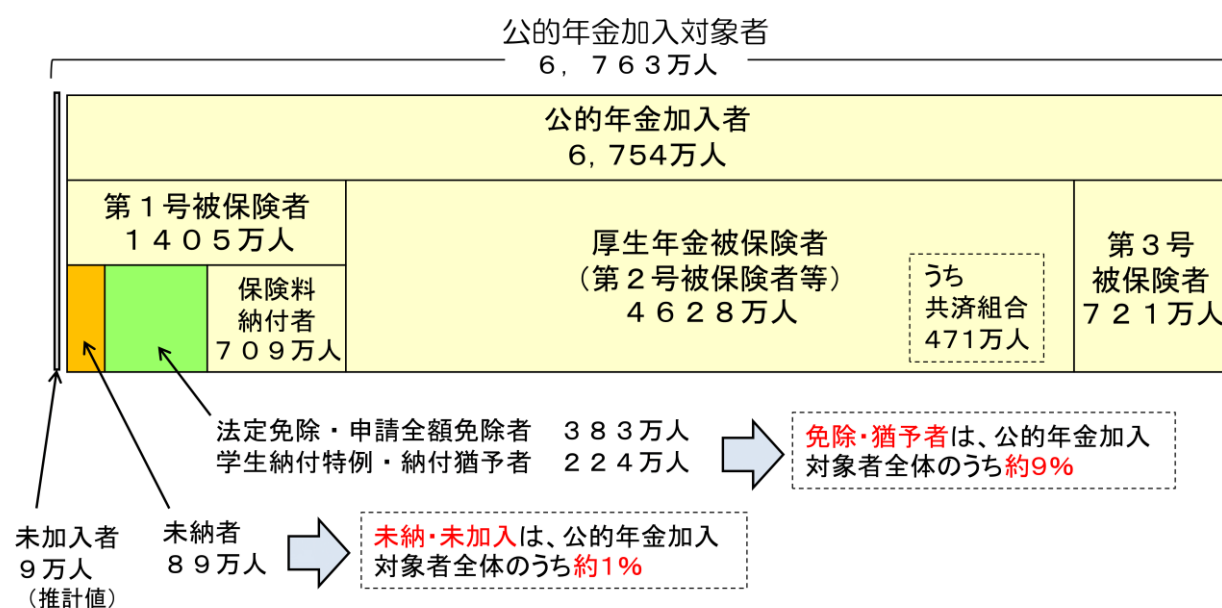 公的年金加入対象者
６，７６３万人
公的年金加入者
６，７５４万人
第１号被保険者
１４０５万人
保険料
納付者
７０９万人
厚生年金被保険者
（第２号被保険者等）
４６２８万人
うち
共済組合
471万人
第３号
被保険者
７２１万人
法定免除・申請全額免除者　３８３万人
学生納付特例・納付猶予者　２２４万人
免除・猶予者は、公的年金加入
対象者全体のうち約９％
未加入者
９万人
（推計値）
未納者
８９万人
未納・未加入は、公的年金加入
対象者全体のうち約１％